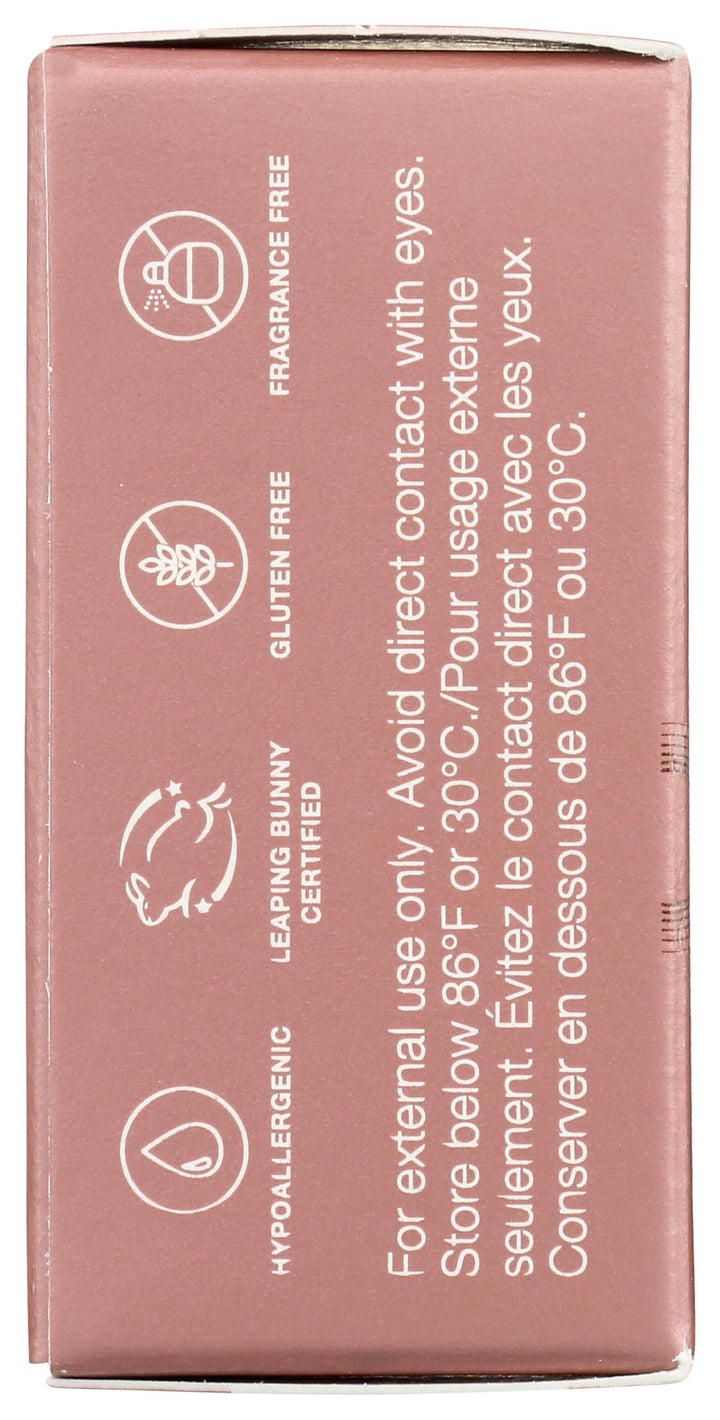 HYPOALLERGENIC
LEAPING BUNNY
CERTIFIED
GLUTEN FREE
FRAGRANCE FREE
For external use only. Avoid direct contact with eyes.
Store below 86°F or 30°C./Pour usage externe
seulement. Évitez le contact direct avec les yeux.
Conserver en dessous de 86°F ou 30°C.